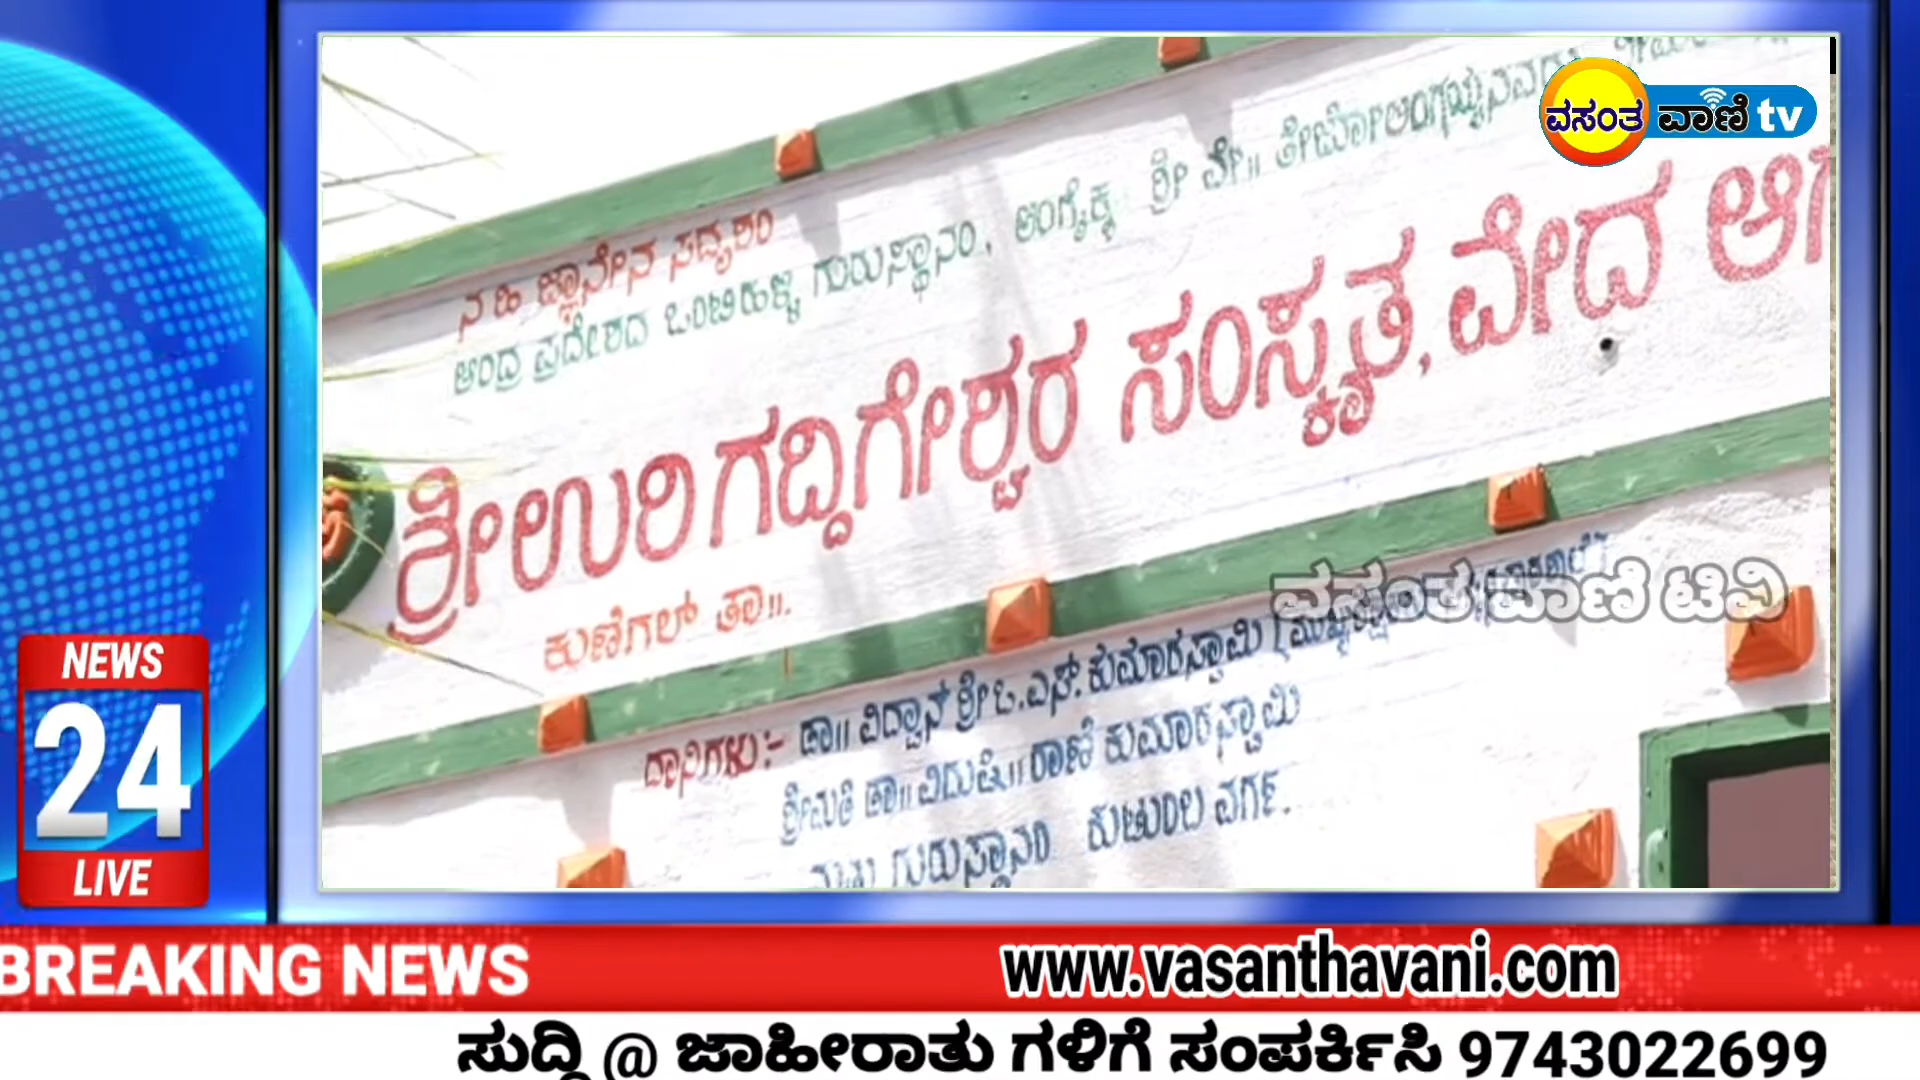 ವಸಂತ ವಾಣಿ tv
ನ ಹಿ ಜ್ಞಾನೇನ ಸದೃಶಂ
ಆಂಧ್ರ ಪ್ರದೇಶದ ಒಂಟಿಹಳ್ಳಿ ಗುರುಸ್ಥಾನಂ, ಶ್ರೀ ವೇ॥
ಶ್ರೀ ಉರಿಗದ್ದಿಗೇಶ್ವರ ಸಂಸ್ಕೃತ, ವೇದ
ಕುಣಿಗಲ್ ತಾ॥.
ವಸಂತ ವಾಣಿ ಟಿವಿ
ದಾನಿಗಳು:- ಡಾ॥ ವಿದ್ವಾನ್ ಶ್ರೀ ಒ.ಎಸ್. ಕುಮಾರಸ್ವಾಮಿ
ಶ್ರೀಮತಿ ಡಾ॥ ವಿದುಷಿ॥ ರಾಣಿ ಕುಮಾರಸ್ವಾಮಿ
ಗುರುಸ್ಥಾನಂ ಕುಟುಂಬ ವರ್ಗ.
NEWS
24
LIVE
BREAKING NEWS
www.vasanthavani.com
ಸುದ್ದಿ @ ಜಾಹೀರಾತು ಗಳಿಗೆ ಸಂಪರ್ಕಿಸಿ 9743022699